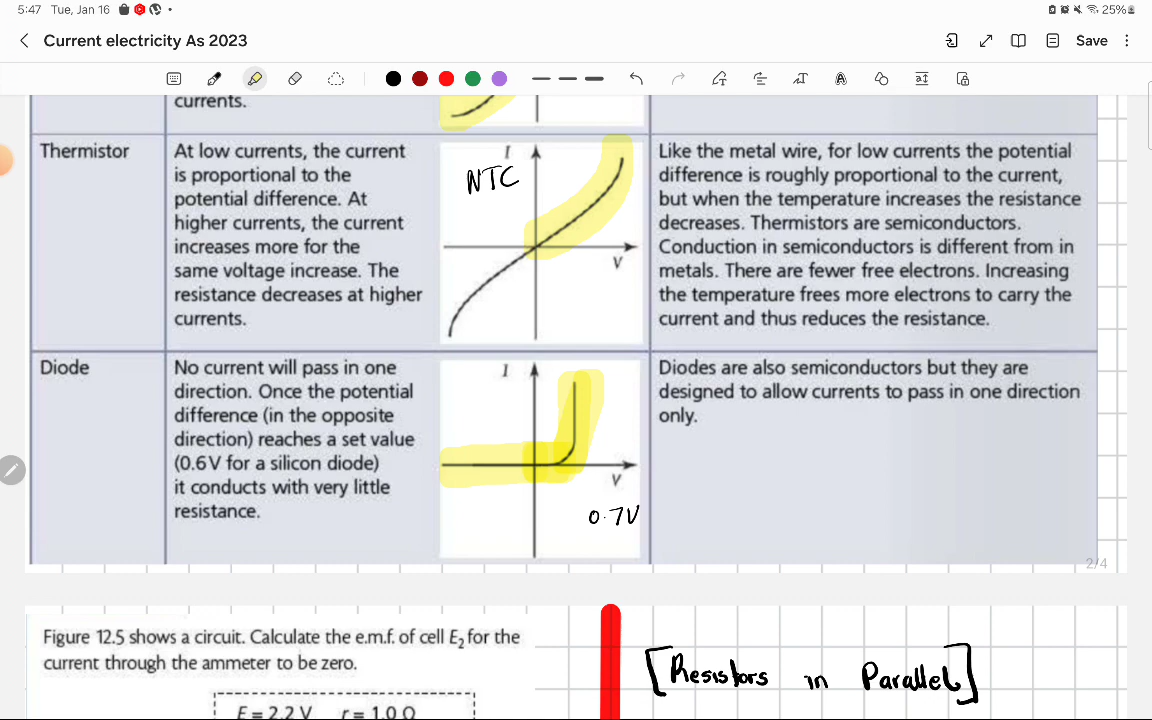 5:47 Tue, Jan 16
25%
Current electricity As 2023
Save
currents.
Thermistor
At low currents, the current
is proportional to the
potential difference. At
higher currents, the current
increases more for the
same voltage increase. The
resistance decreases at higher
currents.
I
NTC
V
Like the metal wire, for low currents the potential
difference is roughly proportional to the current,
but when the temperature increases the resistance
decreases. Thermistors are semiconductors.
Conduction in semiconductors is different from in
metals. There are fewer free electrons. Increasing
the temperature frees more electrons to carry the
current and thus reduces the resistance.
Diode
No current will pass in one
direction. Once the potential
difference (in the opposite
direction) reaches a set value
(0.6V for a silicon diode)
it conducts with very little
resistance.
I
V
0.7V
Diodes are also semiconductors but they are
designed to allow currents to pass in one direction
only.
2/4
Figure 12.5 shows a circuit. Calculate the e.m.f. of cell E₂ for the
current through the ammeter to be zero.
E = 2.2 V r = 1.0 Ω
[Resistors in Parallel]